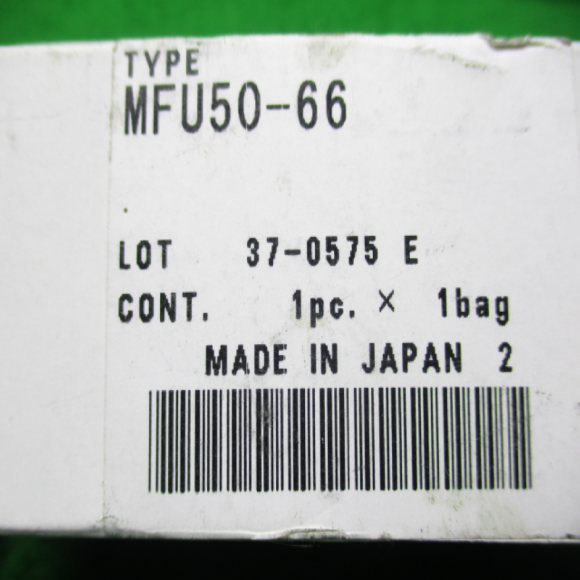 TYPE
MFU50-66
LOT 37-0575 E
CONT. 1pc. × 1bag
MADE IN JAPAN 2